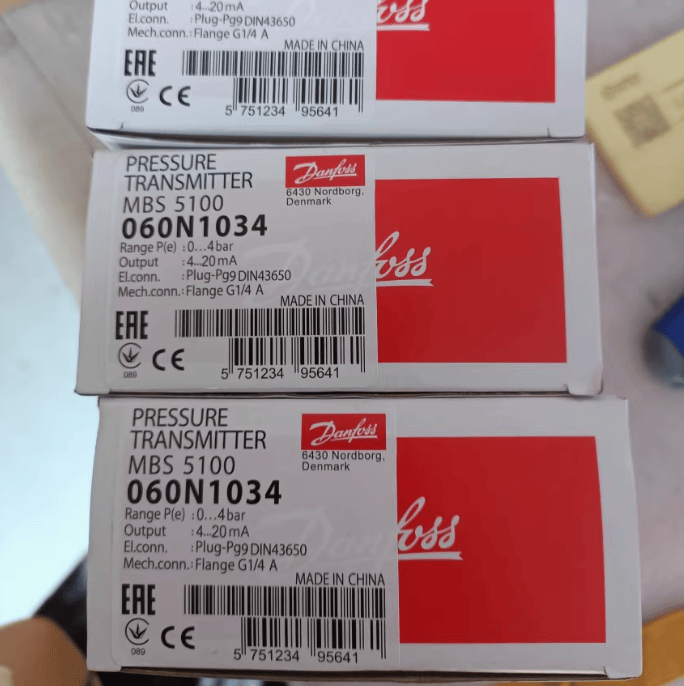 Output : 4...20 mA
El.conn. : Plug-Pg9 DIN43650
Mech.conn.: Flange G1/4 A
MADE IN CHINA
EAC
089
CE
5 751234 95641
PRESSURE
TRANSMITTER
MBS 5100
060N1034
Range P(e) : 0...4 bar
Output : 4...20 mA
El.conn. : Plug-Pg9 DIN43650
Mech.conn.: Flange G1/4 A
Danfoss
6430 Nordborg,
Denmark
MADE IN CHINA
EAC
089
CE
5 751234 95641
PRESSURE
TRANSMITTER
MBS 5100
060N1034
Range P(e) : 0...4 bar
Output : 4...20 mA
El.conn. : Plug-Pg9 DIN43650
Mech.conn.: Flange G1/4 A
Danfoss
6430 Nordborg,
Denmark
MADE IN CHINA
EAC
089
CE
5 751234 95641